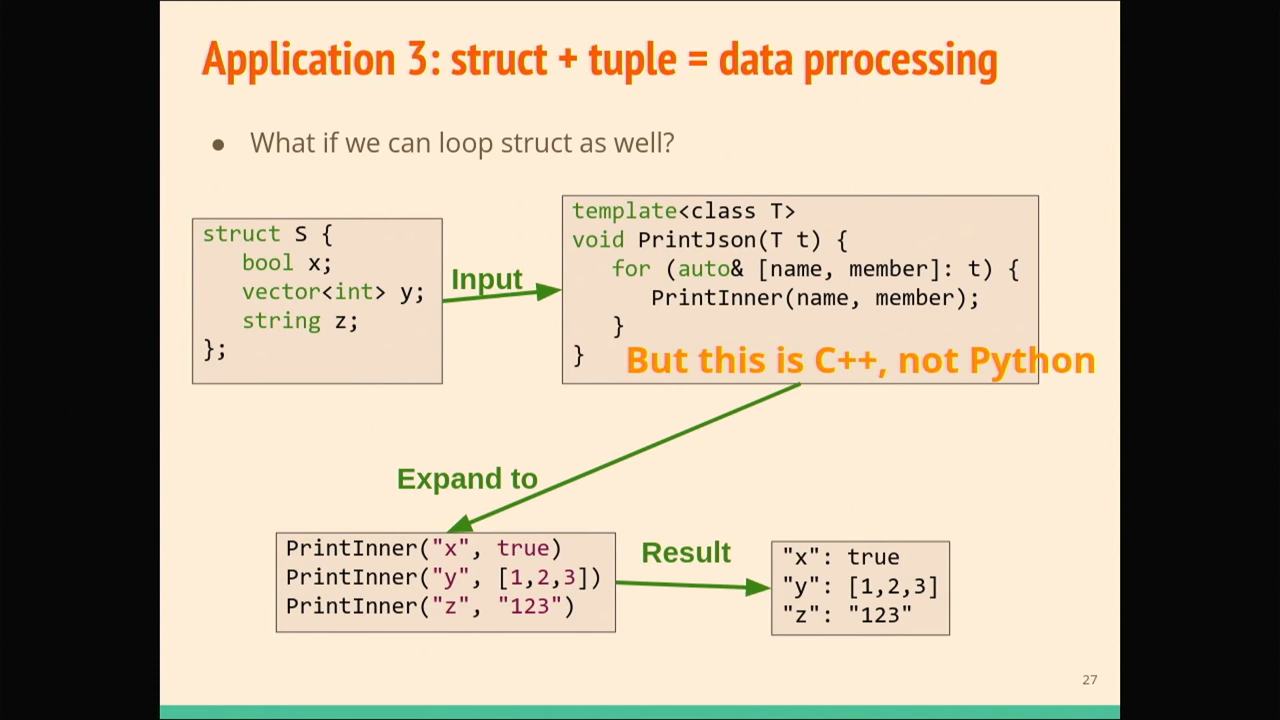 Application 3: struct + tuple = data prrocessing
● What if we can loop struct as well?
struct S {
bool x;
vector<int> y;
string z;
};
Input
template<class T>
void PrintJson(T t) {
for (auto& [name, member]: t) {
PrintInner(name, member);
}
}
But this is C++, not Python
Expand to
PrintInner("x", true)
PrintInner("y", [1,2,3])
PrintInner("z", "123")
Result
"x": true
"y": [1,2,3]
"z": "123"
27